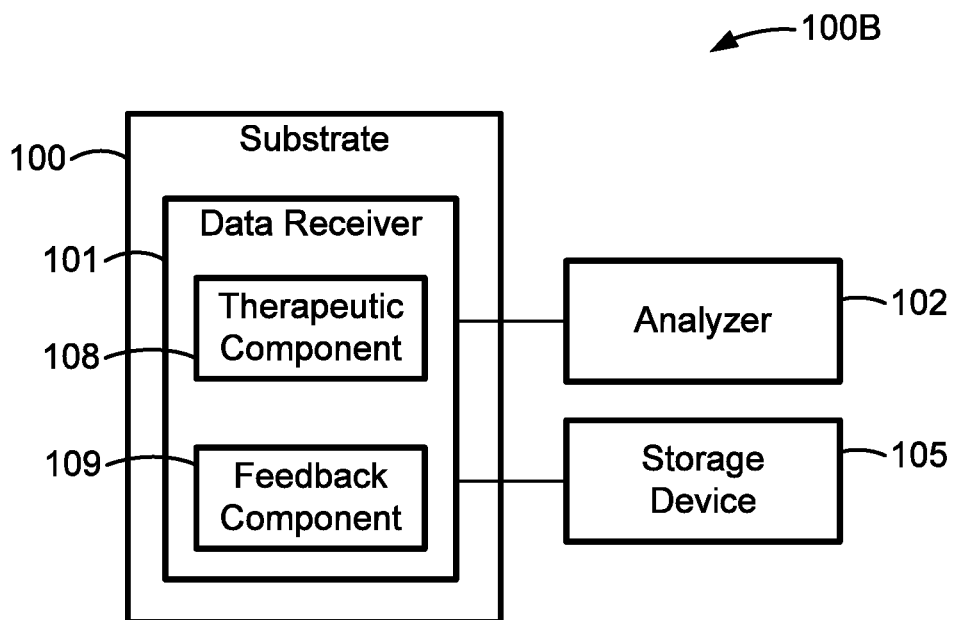 100B
100
Substrate
101
Data Receiver
108
Therapeutic
Component
109
Feedback
Component
Analyzer
102
Storage
Device
105